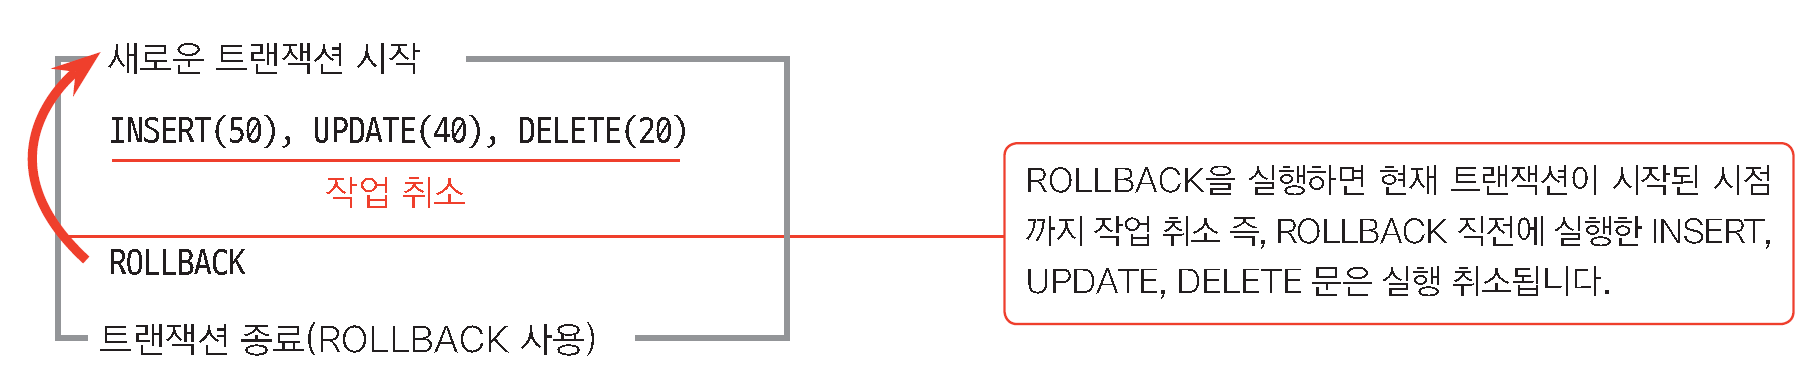 새로운 트랜잭션 시작
INSERT(50), UPDATE(40), DELETE(20)
작업 취소
ROLLBACK
트랜잭션 종료(ROLLBACK 사용)
ROLLBACK을 실행하면 현재 트랜잭션이 시작된 시점
까지 작업 취소 즉, ROLLBACK 직전에 실행한 INSERT,
UPDATE, DELETE 문은 실행 취소됩니다.